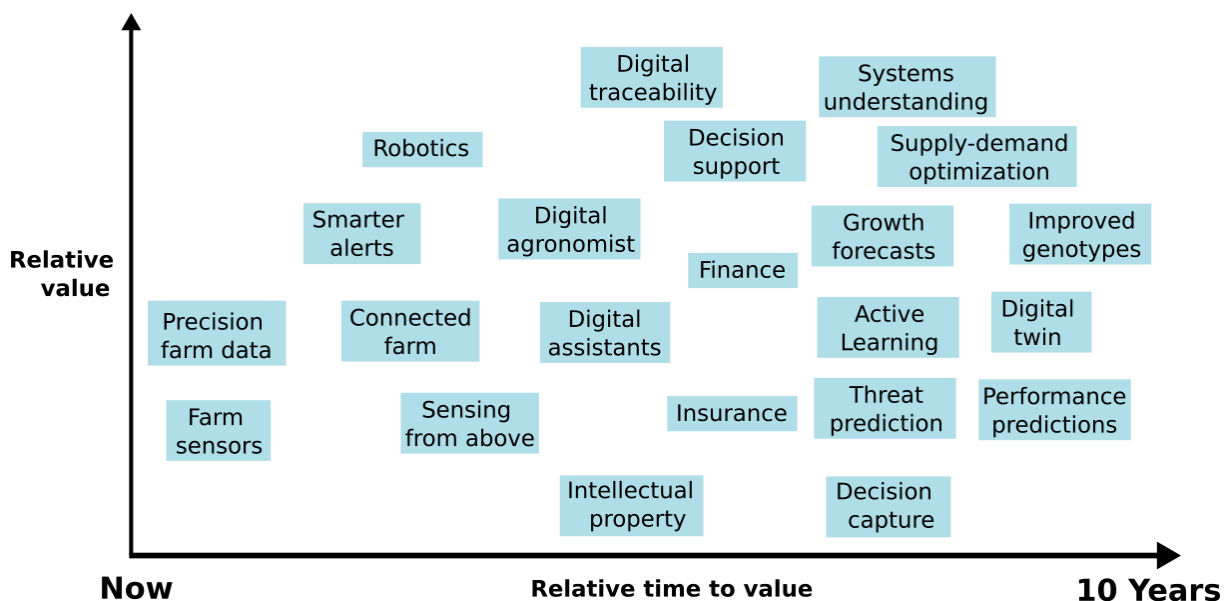 Digital
traceability
Systems
understanding
Robotics
Decision
support
Supply-demand
optimization
Smarter
alerts
Digital
agronomist
Growth
forecasts
Improved
genotypes
Relative
value
Finance
Precision
farm data
Connected
farm
Digital
assistants
Active
Learning
Digital
twin
Farm
sensors
Sensing
from above
Insurance
Threat
prediction
Performance
predictions
Intellectual
property
Decision
capture
Now
Relative time to value
10 Years